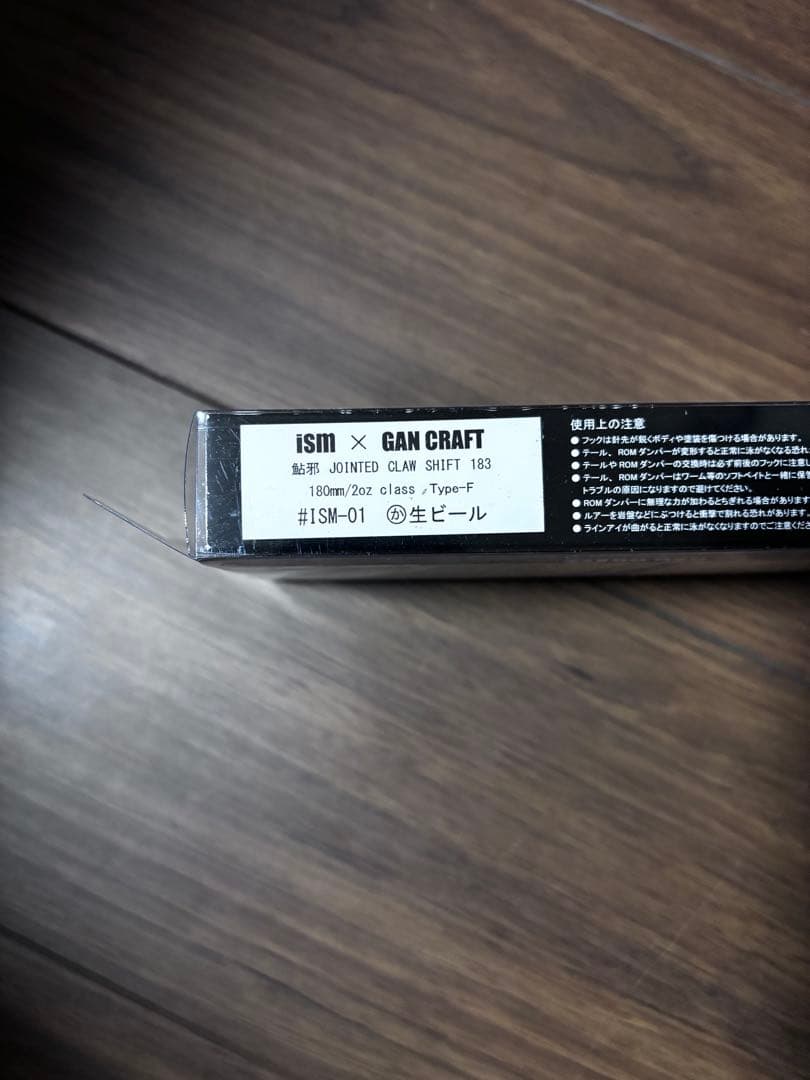 ism × GAN CRAFT
鮎邪 JOINTED CLAW SHIFT 183
180mm/2oz class ,Type-F
#ISM-01 ㋕生ビール
使用上の注意
●フックは針先が鋭くボディや塗装を傷つける場合があります。
●テール、ROMダンパーが変形すると正常に泳がなくなる恐れ
●テールやROMダンパーの交換時は必ず前後のフックに注意し
●テール、ROMダンパーはワーム等のソフトベイトと一緒に保管
トラブルの原因になりますので避けてください。
●ROMダンパーに無理な力が加わるとちぎれる場合があります
●ルアーを岩盤などにぶつけると衝撃で割れる恐れがあります
●ラインアイが曲がると正常に泳がなくなりますのでご注意くださ